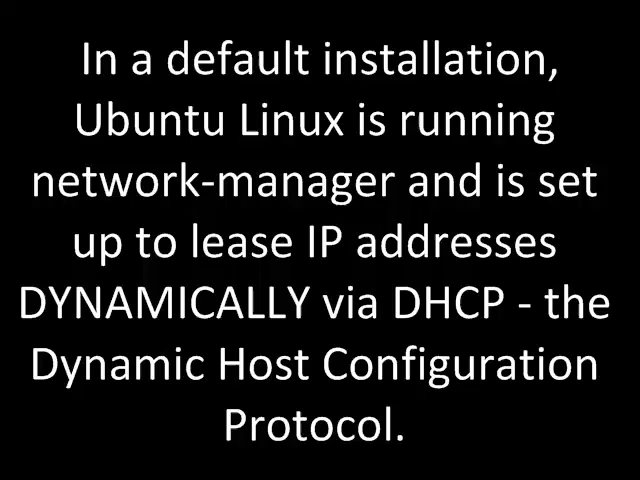 In a default installation,
Ubuntu Linux is running
network-manager and is set
up to lease IP addresses
DYNAMICALLY via DHCP - the
Dynamic Host Configuration
Protocol.